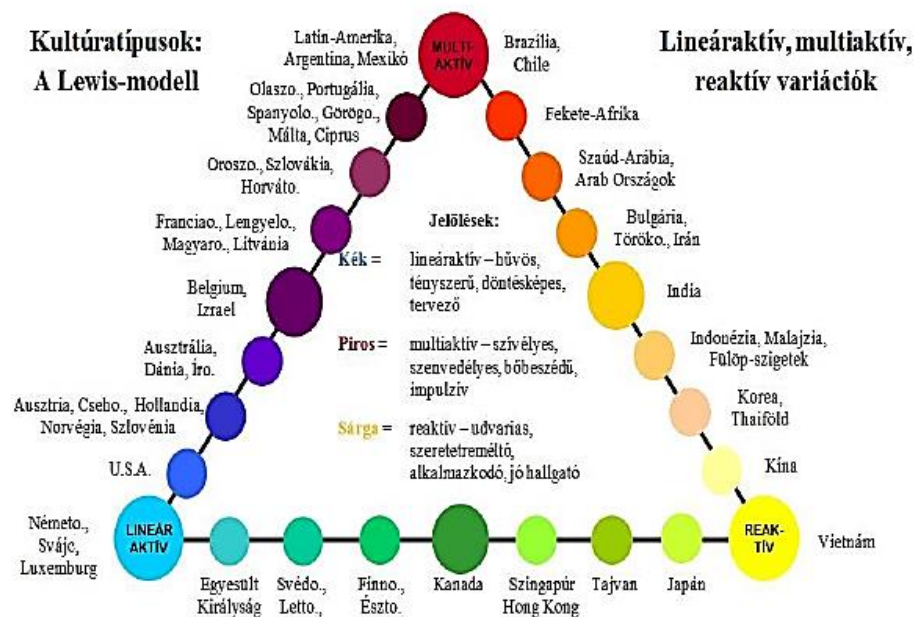 Kultúratípusok:
A Lewis-modell
Lineáraktív, multiaktív,
reaktív variációk
MULTI-
AKTÍV
Latin-Amerika,
Argentina, Mexikó
Olaszo., Portugália,
Spanyolo., Görögo.,
Málta, Ciprus
Oroszo., Szlovákia,
Horváto.
Franciao., Lengyelo.,
Magyaro., Litvánia
Belgium,
Izrael
Ausztrália,
Dánia, Íro.
Ausztria, Cseho., Hollandia,
Norvégia, Szlovénia
U.S.A.
Németo.,
Svájc,
Luxemburg
LINEÁR
AKTÍV
Brazília,
Chile
Fekete-Afrika
Szaúd-Arábia,
Arab Országok
Bulgária,
Töröko., Irán
India
Indonézia, Malajzia,
Fülöp-szigetek
Korea,
Thaiföld
Kína
REAK-
TÍV
Vietnám
Jelölések:
Kék = lineáraktív – hűvös,
tényszerű, döntésképes,
tervező
Piros = multiaktív – szívélyes,
szenvedélyes, bőbeszédű,
impulzív
Sárga = reaktív – udvarias,
szeretetreméltó,
alkalmazkodó, jó hallgató
Egyesült
Királyság
Svédo.,
Letto.,
Finno.,
Észto.
Kanada
Szingapúr
Hong Kong
Tajvan
Japán